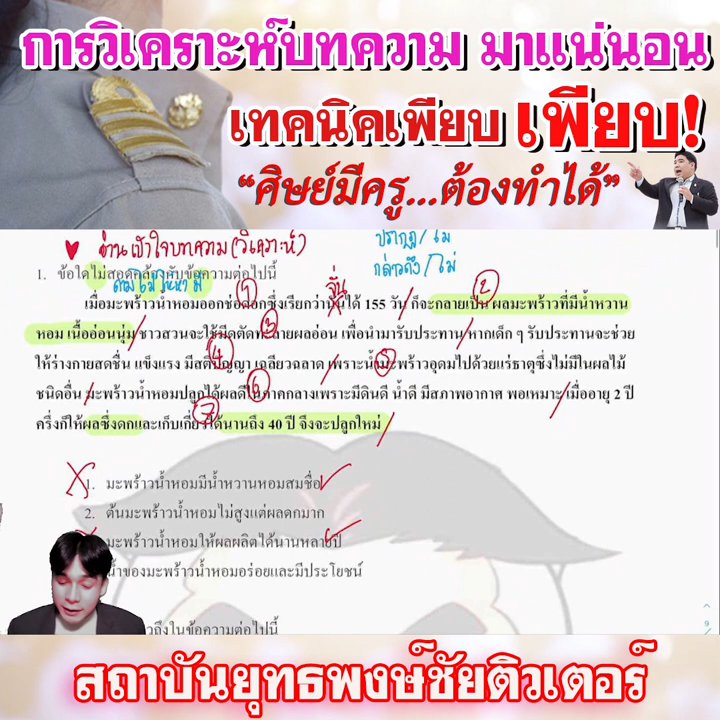 การวิเคราะห์บทความ มาแน่นอน
เทคนิคเพียบ เพียบ!
“ศิษย์มีครู...ต้องทำได้”
♥ อ่านเข้าใจบทความ (วิเคราะห์)
ปรากฏ/ไม่
กล่าวถึง/ไม่
1. ข้อใดไม่สอดคล้องกับข้อความต่อไปนี้
① จั่น ②
เมื่อมะพร้าวน้ำหอมออกช่อดอกซึ่งเรียกว่าจั่นได้ 155 วัน ก็จะกลายเป็น ผลมะพร้าวที่มีน้ำหวาน
หอม เนื้ออ่อนนุ่ม ชาวสวนจะใช้มีดตัดทะลายผลอ่อน เพื่อนำมารับประทาน หากเด็ก ๆ รับประทานจะช่วย
ให้ร่างกายสดชื่น แข็งแรง มีสติปัญญา เฉลียวฉลาด เพราะน้ำมะพร้าวอุดมไปด้วยแร่ธาตุซึ่งไม่มีในผลไม้
ชนิดอื่น มะพร้าวน้ำหอมปลูกได้ผลดีในภาคกลางเพราะมีดินดี น้ำดี มีสภาพอากาศ พอเหมาะ เมื่ออายุ 2 ปี
ครึ่งก็ให้ผลซึ่งดกและเก็บเกี่ยวได้นานถึง 40 ปี จึงจะปลูกใหม่
1. มะพร้าวน้ำหอมมีน้ำหวานหอมสมชื่อ
2. ต้นมะพร้าวน้ำหอมไม่สูงแต่ผลดกมาก
มะพร้าวน้ำหอมให้ผลผลิตได้นานหลายปี
น้ำของมะพร้าวน้ำหอมอร่อยและมีประโยชน์
วถึงในข้อความต่อไปนี้
สถาบันยุทธพงษ์ชัยติวเตอร์